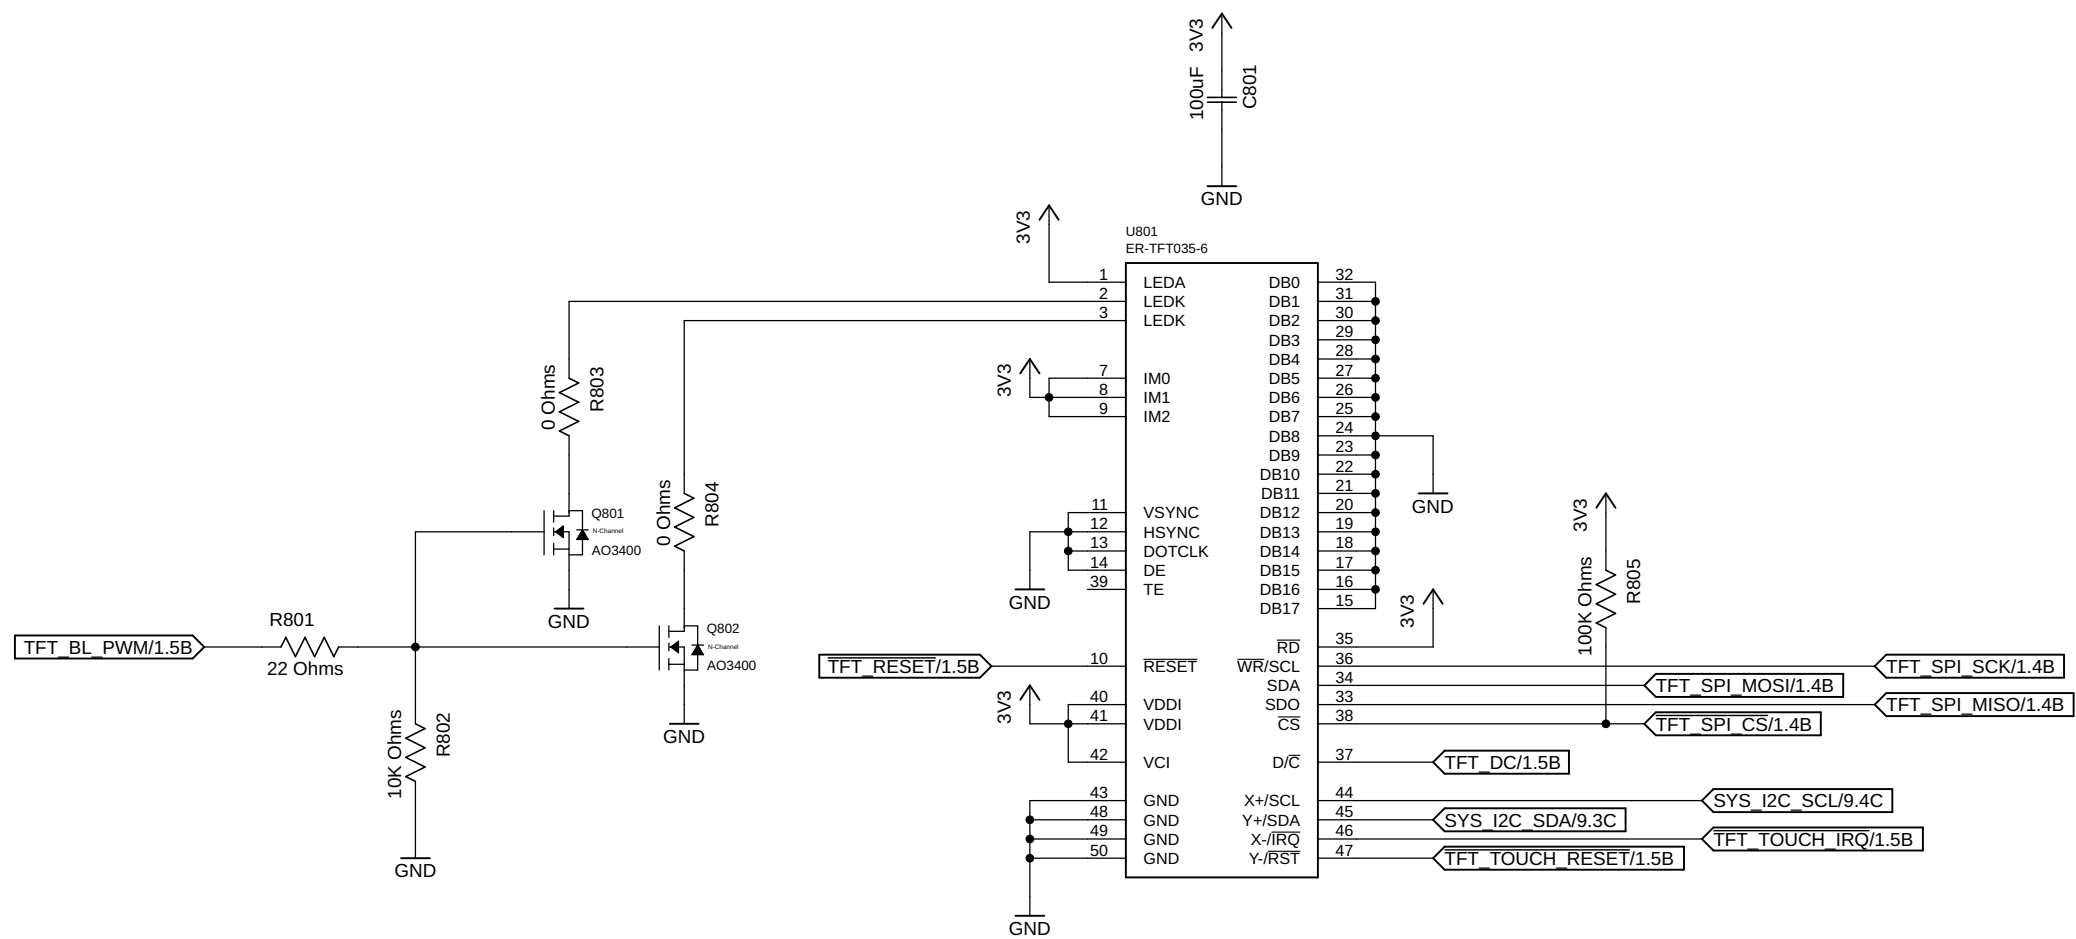 3V3
100uF
C801
GND
3V3
U801
ER-TFT035-6
1
LEDA
2
LEDK
3
LEDK
3V3
7
IM0
8
IM1
9
IM2
11
VSYNC
12
HSYNC
13
DOTCLK
14
DE
39
TE
GND
10
RESET
TFT_RESET/1.5B
3V3
40
VDDI
41
VDDI
42
VCI
43
GND
48
GND
49
GND
50
GND
GND
DB0
32
DB1
31
DB2
30
DB3
29
DB4
28
DB5
27
DB6
26
DB7
25
DB8
24
DB9
23
DB10
22
DB11
21
DB12
20
DB13
19
DB14
18
DB15
17
DB16
16
DB17
15
GND
3V3
RD
35
WR/SCL
36
TFT_SPI_SCK/1.4B
SDA
34
TFT_SPI_MOSI/1.4B
SDO
33
TFT_SPI_MISO/1.4B
CS
38
TFT_SPI_CS/1.4B
3V3
100K Ohms
R805
D/C
37
TFT_DC/1.5B
X+/SCL
44
SYS_I2C_SCL/9.4C
Y+/SDA
45
SYS_I2C_SDA/9.3C
X-/IRQ
46
TFT_TOUCH_IRQ/1.5B
Y-/RST
47
TFT_TOUCH_RESET/1.5B
0 Ohms
R803
Q801
N-Channel
AO3400
GND
0 Ohms
R804
Q802
N-Channel
AO3400
GND
TFT_BL_PWM/1.5B
R801
22 Ohms
10K Ohms
R802
GND